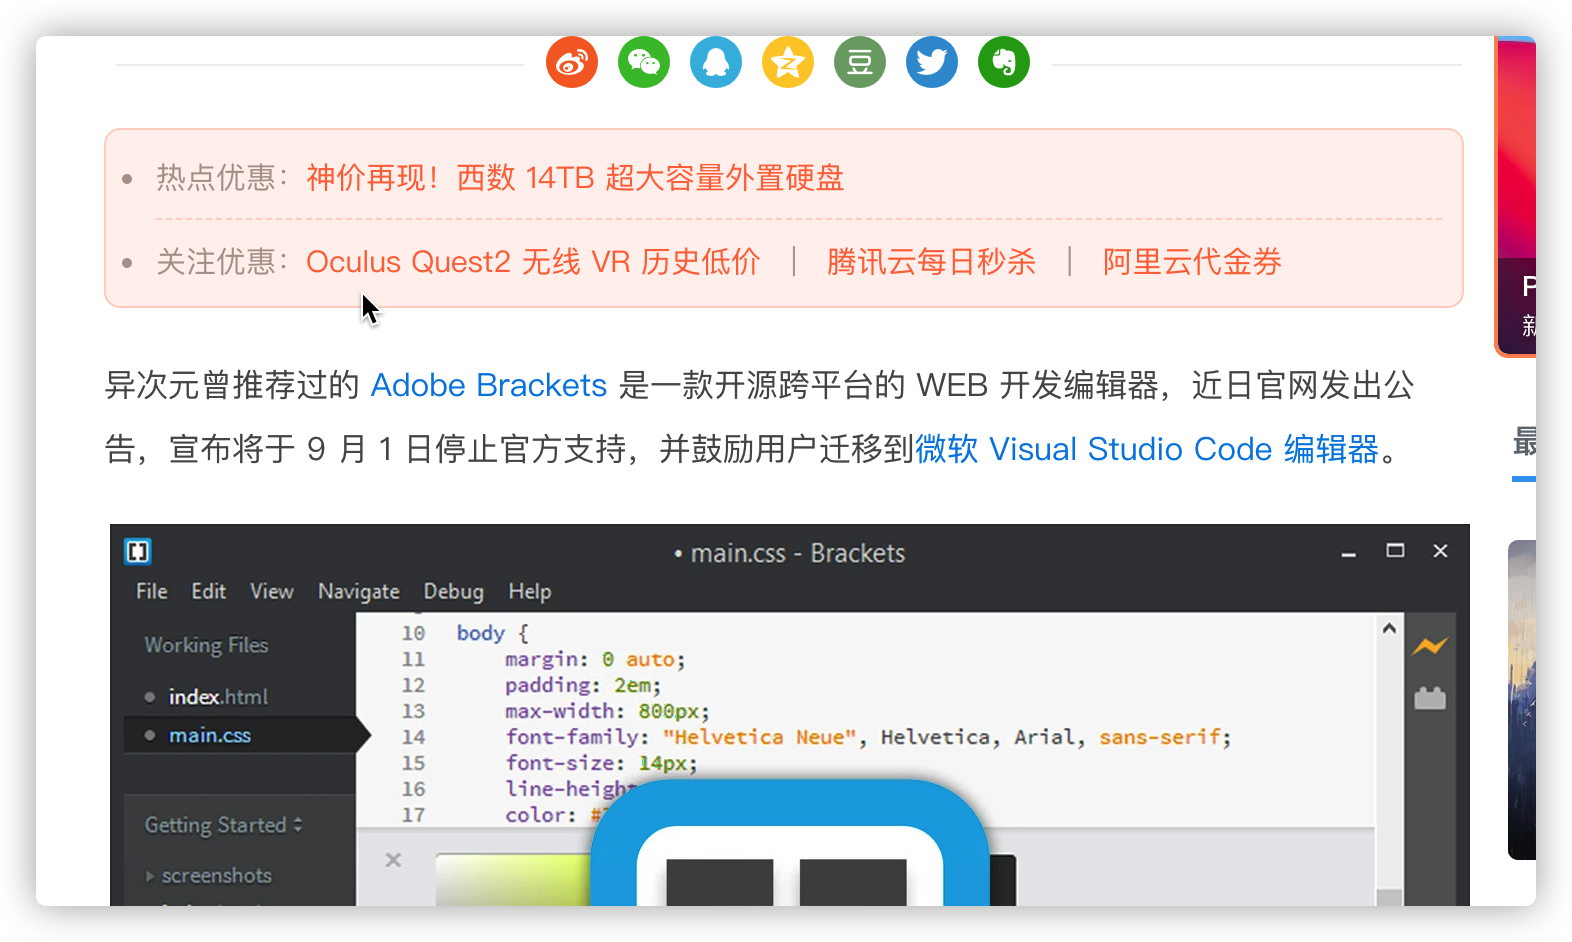 豆
热点优惠： 神价再现！西数 14TB 超大容量外置硬盘
关注优惠： Oculus Quest2 无线 VR 历史低价 | 腾讯云每日秒杀 | 阿里云代金券
P
新
异次元曾推荐过的 Adobe Brackets 是一款开源跨平台的 WEB 开发编辑器，近日官网发出公
告，宣布将于 9 月 1 日停止官方支持，并鼓励用户迁移到微软 Visual Studio Code 编辑器。
最
• main.css - Brackets
File Edit View Navigate Debug Help
Working Files
index.html
main.css
Getting Started
screenshots
10 body {
11 margin: 0 auto;
12 padding: 2em;
13 max-width: 800px;
14 font-family: "Helvetica Neue", Helvetica, Arial, sans-serif;
15 font-size: 14px;
16 line-height
17 color: #